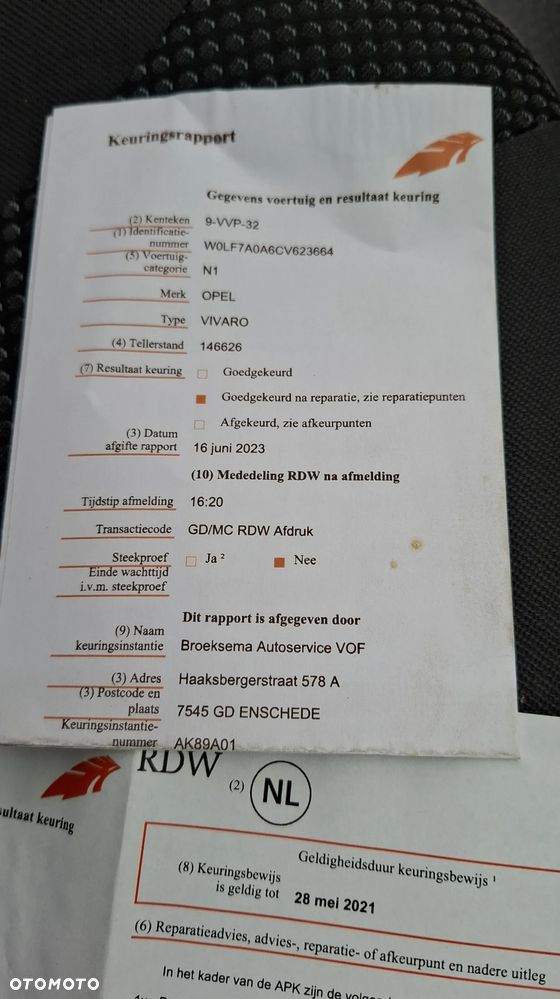 Keuringsrapport
Gegevens voertuig en resultaat keuring
(2) Kenteken 9-VVP-32
(1) Identificatie-
nummer W0LF7A0A6CV623664
(5) Voertuig-
categorie N1
Merk OPEL
Type VIVARO
(4) Tellerstand 146626
(7) Resultaat keuring Goedgekeurd
Goedgekeurd na reparatie, zie reparatiepunten
Afgekeurd, zie afkeurpunten
(3) Datum
afgifte rapport 16 juni 2023
(10) Mededeling RDW na afmelding
Tijdstip afmelding 16:20
Transactiecode GD/MC RDW Afdruk
Steekproef Ja ² Nee
Einde wachttijd
i.v.m. steekproef
Dit rapport is afgegeven door
(9) Naam
keuringsinstantie Broeksema Autoservice VOF
(3) Adres Haaksbergerstraat 578 A
(3) Postcode en
plaats 7545 GD ENSCHEDE
Keuringsinstantie-
nummer AK89A01
RDW
(2) NL
sultaat keuring
Geldigheidsduur keuringsbewijs ¹
(8) Keuringsbewijs
is geldig tot 28 mei 2021
(6) Reparatieadvies, advies-, reparatie- of afkeurpunt en nadere uitleg
In het kader van de APK zijn de volge
OTOMOTO